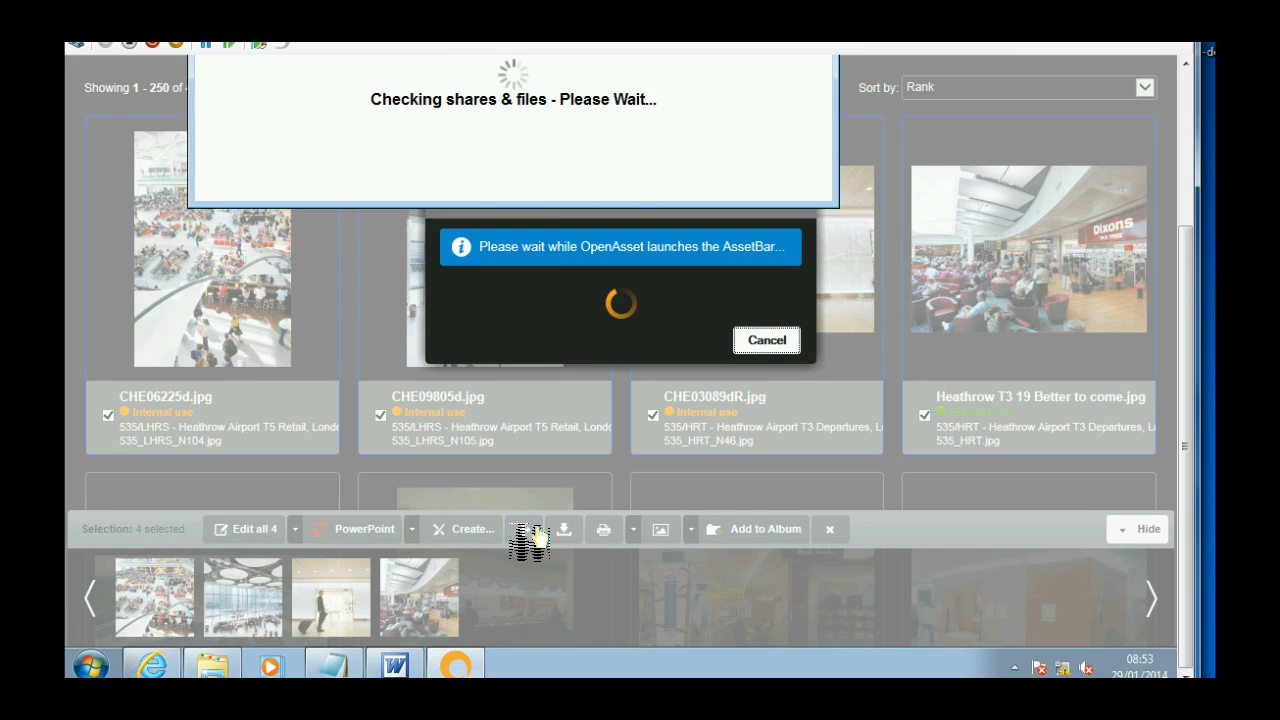 Showing 1 - 250 of
Sort by: Rank
Checking shares & files - Please Wait...
Please wait while OpenAsset launches the AssetBar...
Cancel
Dixons
CHE06225d.jpg
Internal use
535/LHRS - Heathrow Airport T5 Retail, Londo
535_LHRS_N104.jpg
CHE09805d.jpg
Internal use
535/LHRS - Heathrow Airport T5 Retail, Londo
535_LHRS_N105.jpg
CHE03089dR.jpg
Internal use
535/HRT - Heathrow Airport T3 Departures, L
535_HRT_N46.jpg
Heathrow T3 19 Better to come.jpg
535/HRT - Heathrow Airport T3 Departures, L
535_HRT.jpg
Selection: 4 selected
Edit all 4
PowerPoint
Create...
Add to Album
Hide
08:53
29/01/2014